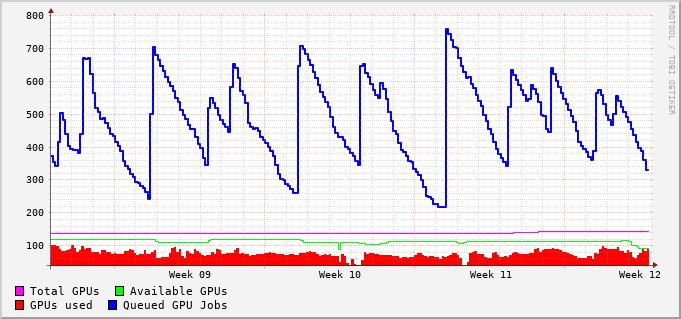 800
700
600
500
400
300
200
100
Week 09 Week 10 Week 11 Week 12
Total GPUs Available GPUs
GPUs used Queued GPU Jobs
RRDTOOL / TOBI OETIKER